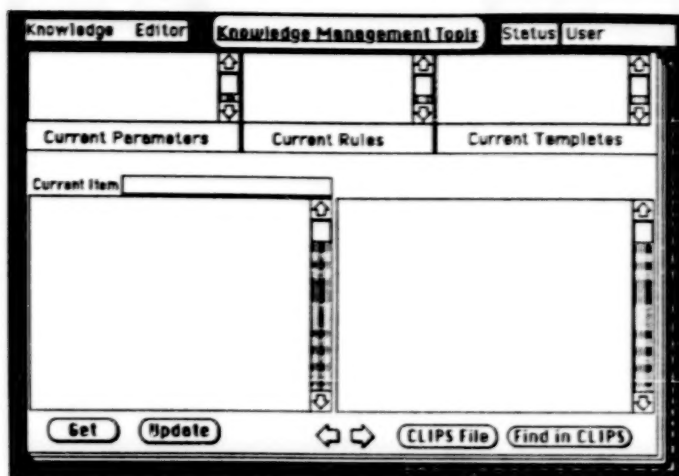 Knowledge Editor Knowledge Management Tools Status User
Current Parameters Current Rules Current Templates
Current Item
Get Update CLIPS File Find in CLIPS